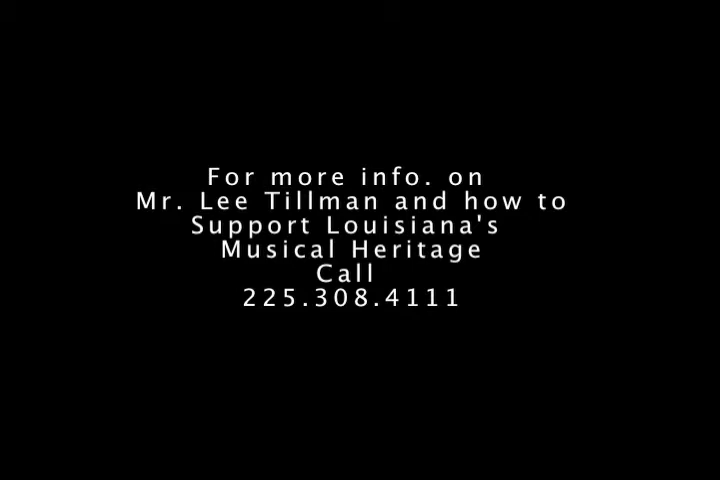 For more info. on
Mr. Lee Tillman and how to
Support Louisiana's
Musical Heritage
Call
225.308.4111